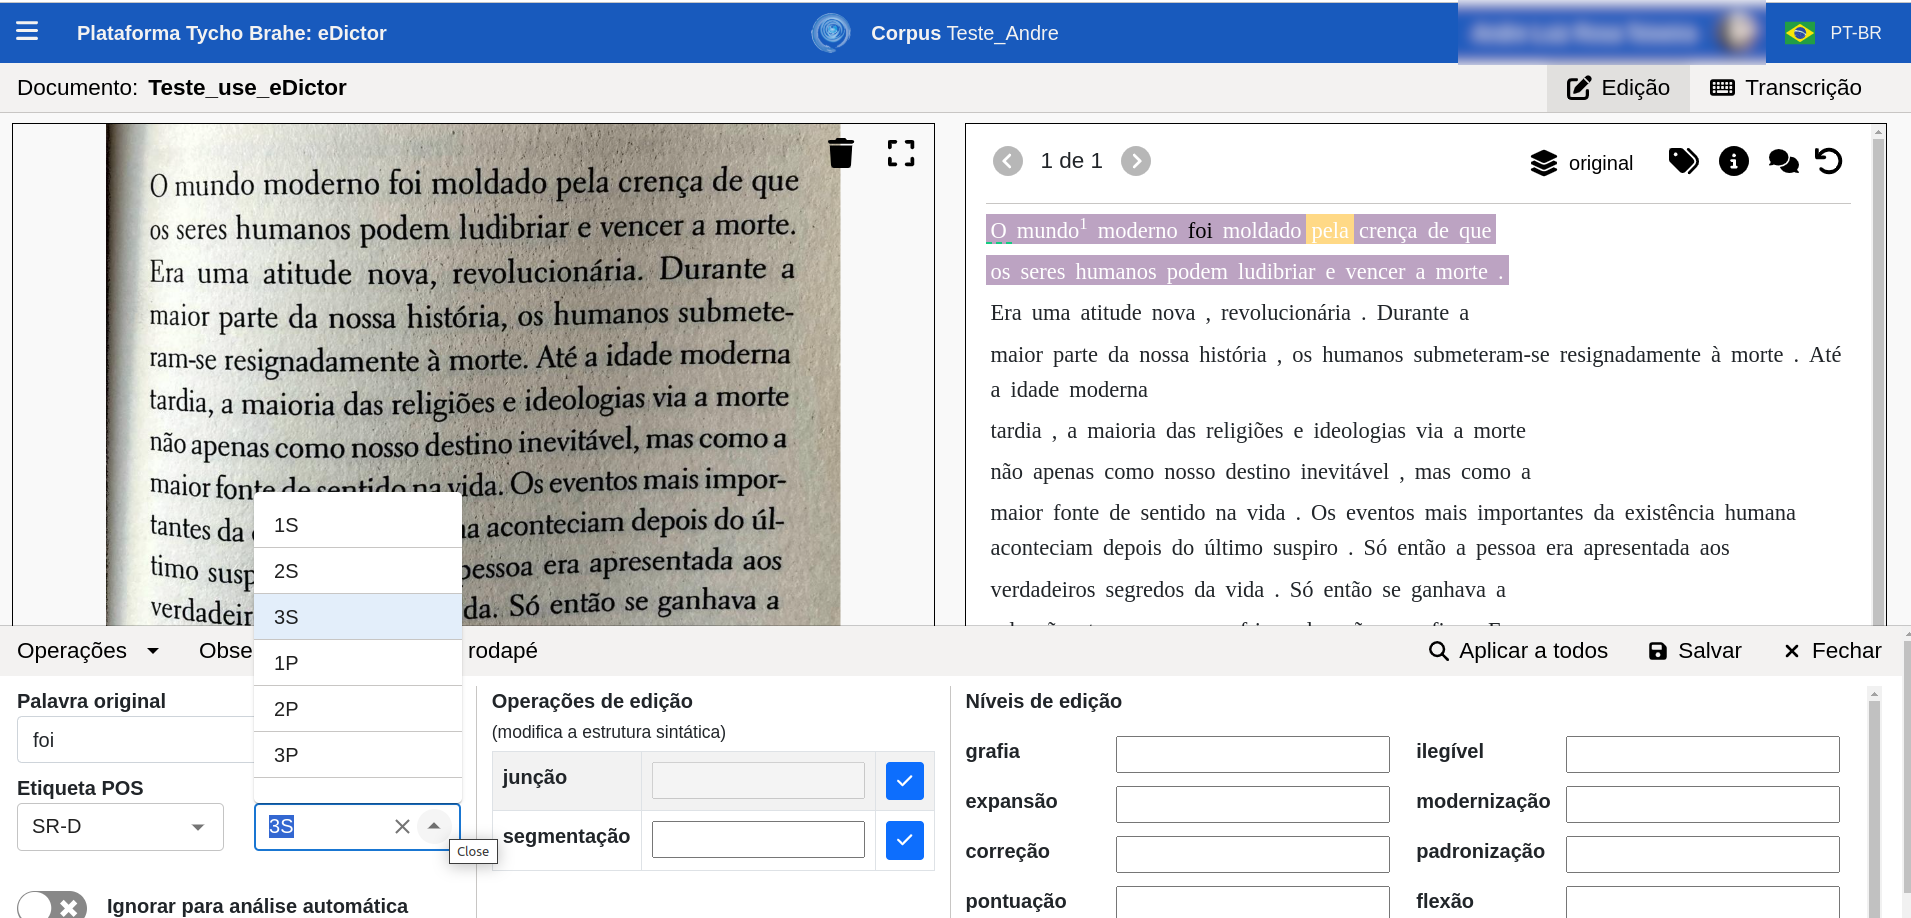 Plataforma Tycho Brahe: eDictor
Corpus Teste_Andre
PT-BR
Documento: Teste_use_eDictor
Edição
Transcrição
O mundo moderno foi moldado pela crença de que
os seres humanos podem ludibriar e vencer a morte.
Era uma atitude nova, revolucionária. Durante a
maior parte da nossa história, os humanos submete-
ram-se resignadamente à morte. Até a idade moderna
tardia, a maioria das religiões e ideologias via a morte
não apenas como nosso destino inevitável, mas como a
maior fonte de sentido na vida. Os eventos mais impor-
tantes da na aconteciam depois do úl-
timo susp pessoa era apresentada aos
verdadeir da. Só então se ganhava a
1 de 1
original
O mundo1 moderno foi moldado pela crença de que
os seres humanos podem ludibriar e vencer a morte .
Era uma atitude nova , revolucionária . Durante a
maior parte da nossa história , os humanos submeteram-se resignadamente à morte . Até
a idade moderna
tardia , a maioria das religiões e ideologias via a morte
não apenas como nosso destino inevitável , mas como a
maior fonte de sentido na vida . Os eventos mais importantes da existência humana
aconteciam depois do último suspiro . Só então a pessoa era apresentada aos
verdadeiros segredos da vida . Só então se ganhava a
1S
2S
3S
1P
2P
3P
Operações
Obse rodapé
Aplicar a todos
Salvar
Fechar
Palavra original
foi
Etiqueta POS
SR-D
3S
Close
Ignorar para análise automática
Operações de edição
(modifica a estrutura sintática)
junção
segmentação
Níveis de edição
grafia
ilegível
expansão
modernização
correção
padronização
pontuação
flexão